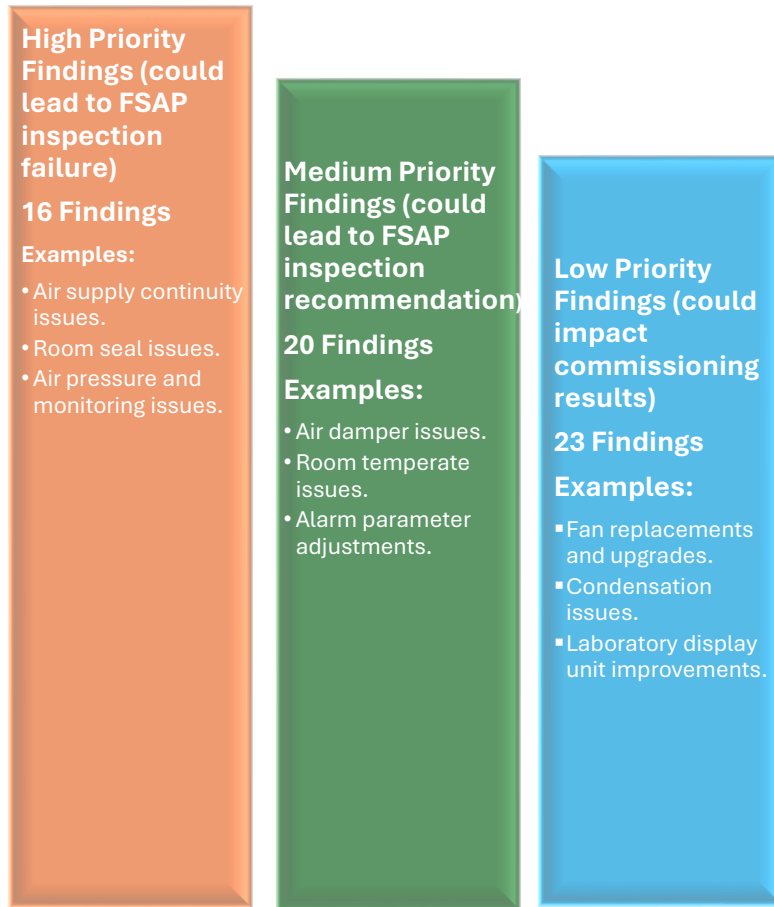 High Priority
Findings (could
lead to FSAP
inspection
failure)
16 Findings
Examples:
• Air supply continuity
issues.
• Room seal issues.
• Air pressure and
monitoring issues.
Medium Priority
Findings (could
lead to FSAP
inspection
recommendation)
20 Findings
Examples:
• Air damper issues.
• Room temperate
issues.
• Alarm parameter
adjustments.
Low Priority
Findings (could
impact
commissioning
results)
23 Findings
Examples:
▪ Fan replacements
and upgrades.
▪ Condensation
issues.
▪ Laboratory display
unit improvements.